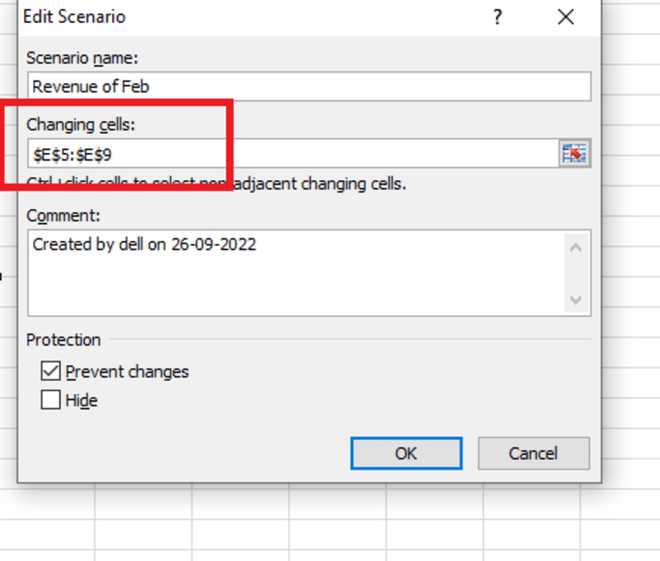 Edit Scenario
?
Scenario name:
Revenue of Feb
Changing cells:
$E$5:$E$9
Ctrl+click cells to select non-adjacent changing cells.
Comment:
Created by dell on 26-09-2022
Protection
Prevent changes
Hide
OK
Cancel